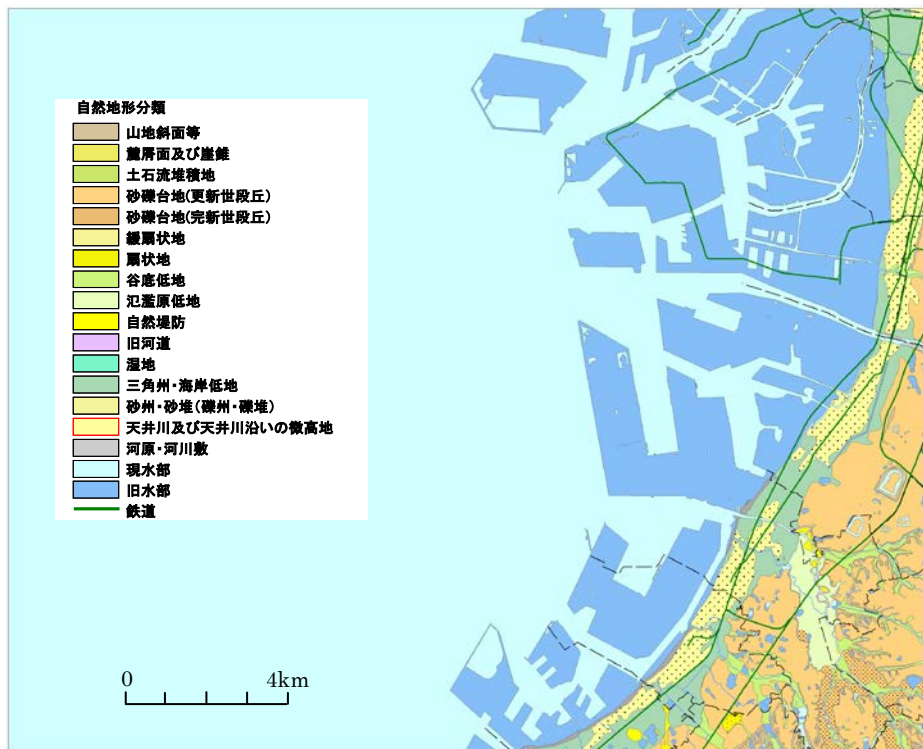 自然地形分類
山地斜面等
麓屑面及び崖錐
土石流堆積地
砂礫台地(更新世段丘)
砂礫台地(完新世段丘)
緩扇状地
扇状地
谷底低地
氾濫原低地
自然堤防
旧河道
湿地
三角州・海岸低地
砂州・砂堆(礫州・礫堆)
天井川及び天井川沿いの微高地
河原・河川敷
現水部
旧水部
鉄道
0 4km